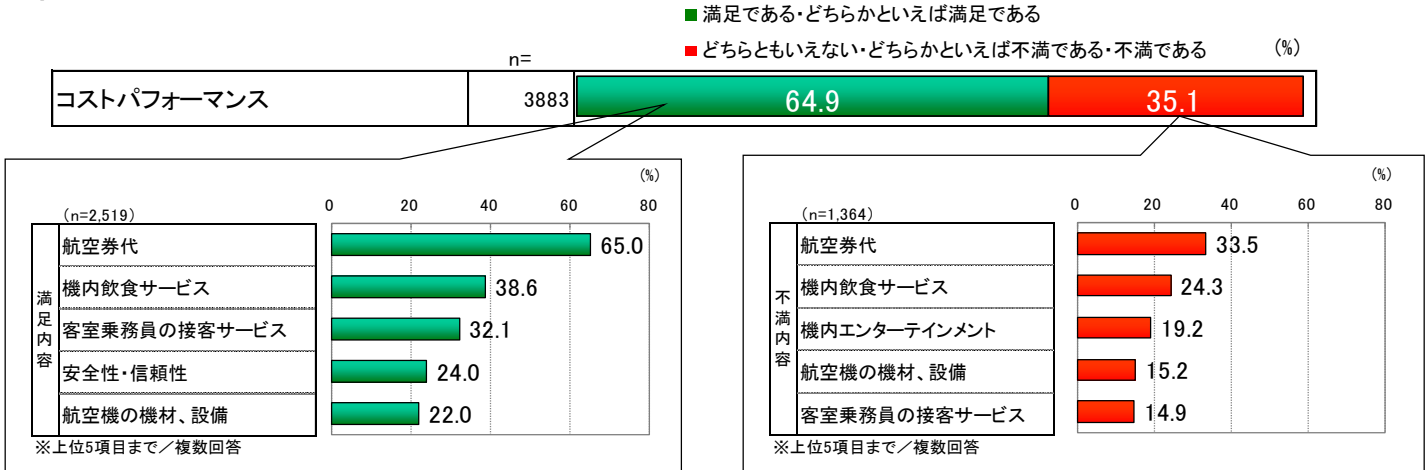 ■満足である・どちらかといえば満足である
■どちらともいえない・どちらかといえば不満である・不満である (%)
n=
コストパフォーマンス 3883 64.9 35.1
(%)
(n=2,519) 0 20 40 60 80
満足内容
航空券代 65.0
機内飲食サービス 38.6
客室乗務員の接客サービス 32.1
安全性・信頼性 24.0
航空機の機材、設備 22.0
※上位5項目まで／複数回答
(%)
(n=1,364) 0 20 40 60 80
不満内容
航空券代 33.5
機内飲食サービス 24.3
機内エンターテインメント 19.2
航空機の機材、設備 15.2
客室乗務員の接客サービス 14.9
※上位5項目まで／複数回答